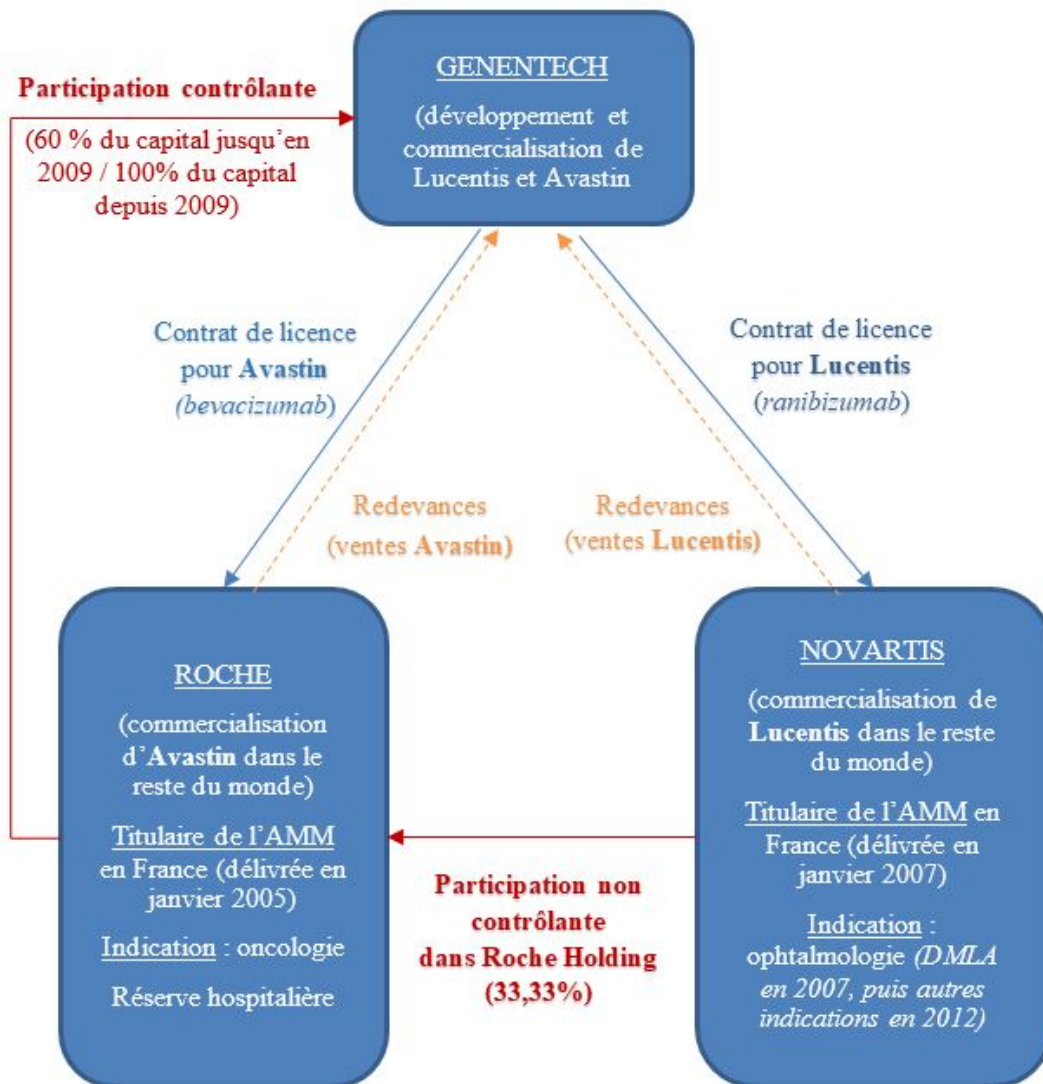 GENENTECH
(développement et
commercialisation de
Lucentis et Avastin
Participation contrôlante
(60 % du capital jusqu’en
2009 / 100% du capital
depuis 2009)
Contrat de licence
pour Avastin
(bevacizumab)
Contrat de licence
pour Lucentis
(ranibizumab)
Redevances
(ventes Avastin)
Redevances
(ventes Lucentis)
ROCHE
(commercialisation
d’Avastin dans le
reste du monde)
Titulaire de l’AMM
en France (délivrée en
janvier 2005)
Indication : oncologie
Réserve hospitalière
Participation non
contrôlante
dans Roche Holding
(33,33%)
NOVARTIS
(commercialisation de
Lucentis dans le reste
du monde)
Titulaire de l’AMM en
France (délivrée en
janvier 2007)
Indication :
ophtalmologie (DMLA
en 2007, puis autres
indications en 2012)